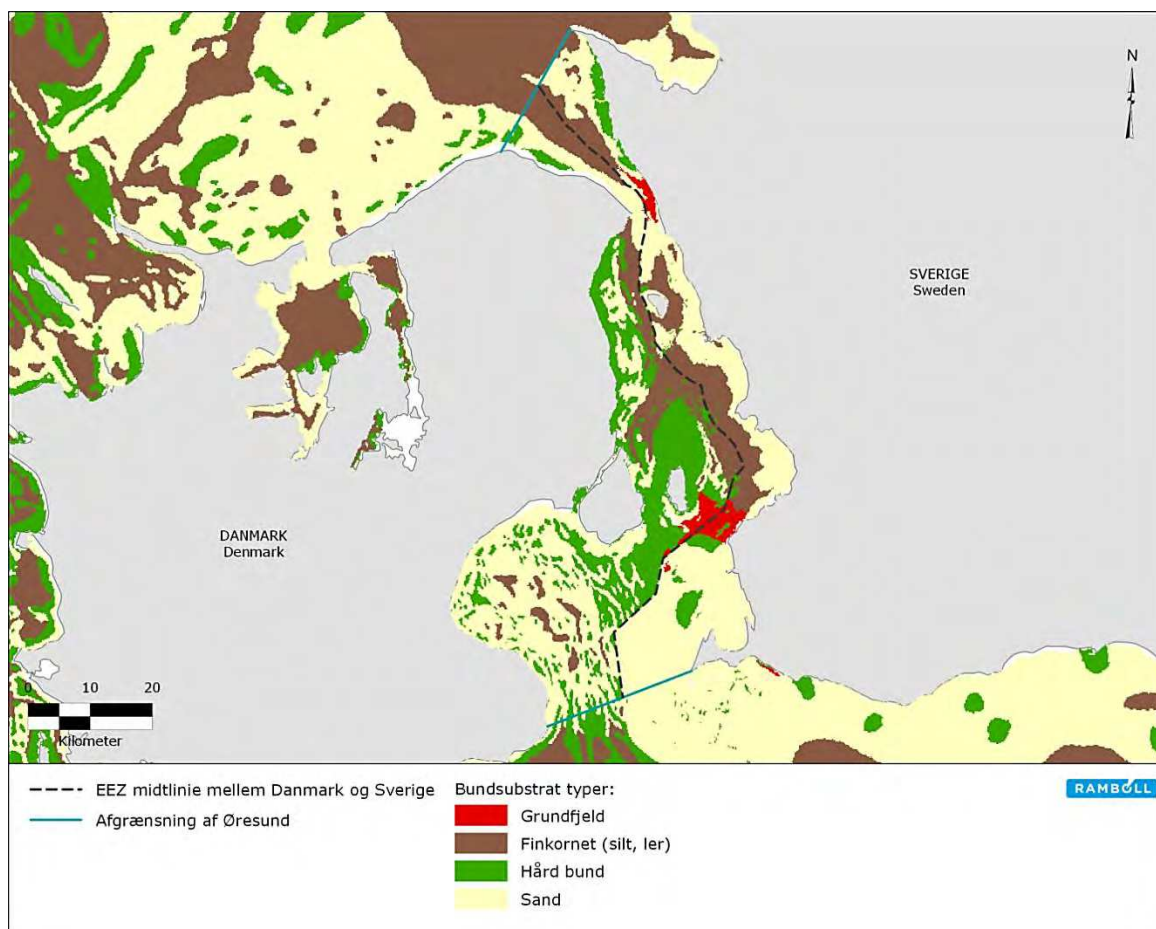 N
SVERIGE
Sweden
DANMARK
Denmark
0 10 20
Kilometer
EEZ midtlinie mellem Danmark og Sverige
Afgrænsning af Øresund
Bundsubstrat typer:
Grundfjeld
Finkornet (silt, ler)
Hård bund
Sand
RAMBOLL